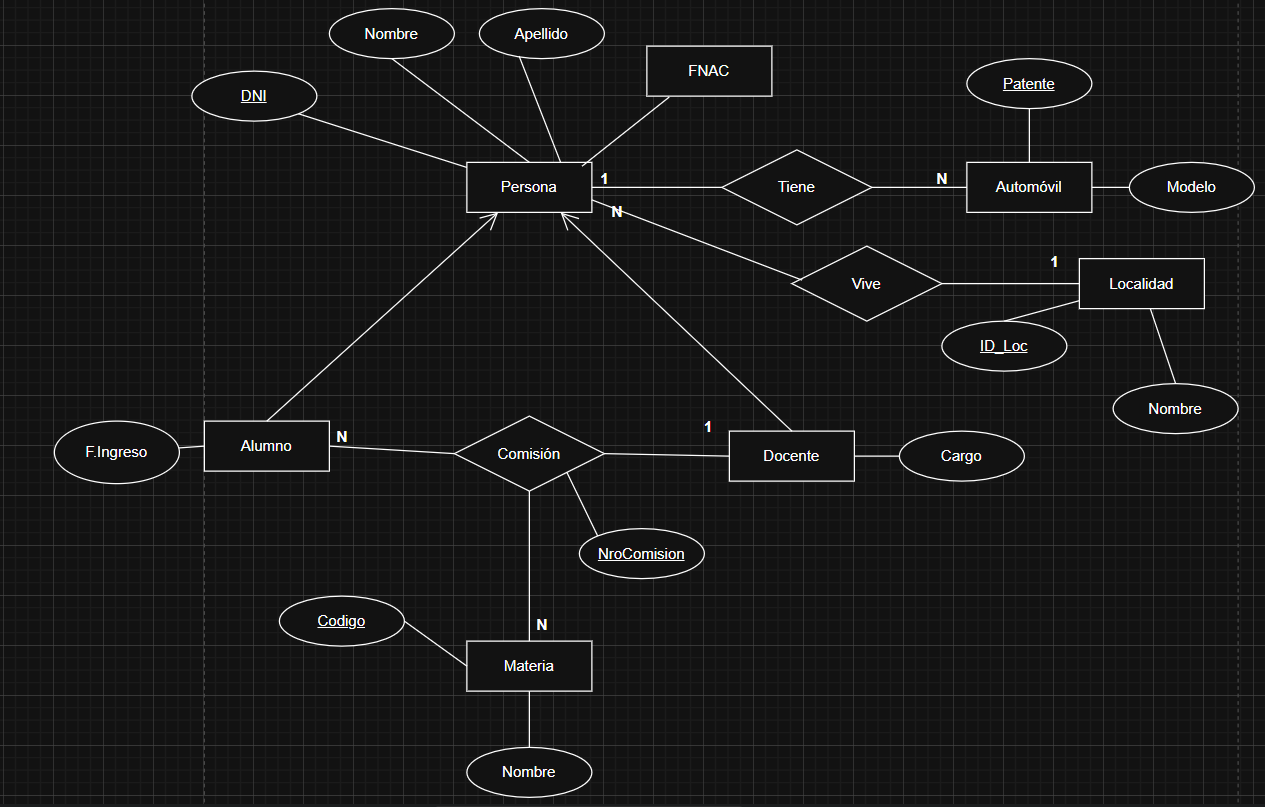 Nombre
Apellido
FNAC
DNI
Patente
Persona
1
Tiene
N
Automóvil
Modelo
N
Vive
1
Localidad
ID_Loc
Nombre
F.Ingreso
Alumno
N
Comisión
1
Docente
Cargo
NroComision
Codigo
N
Materia
Nombre